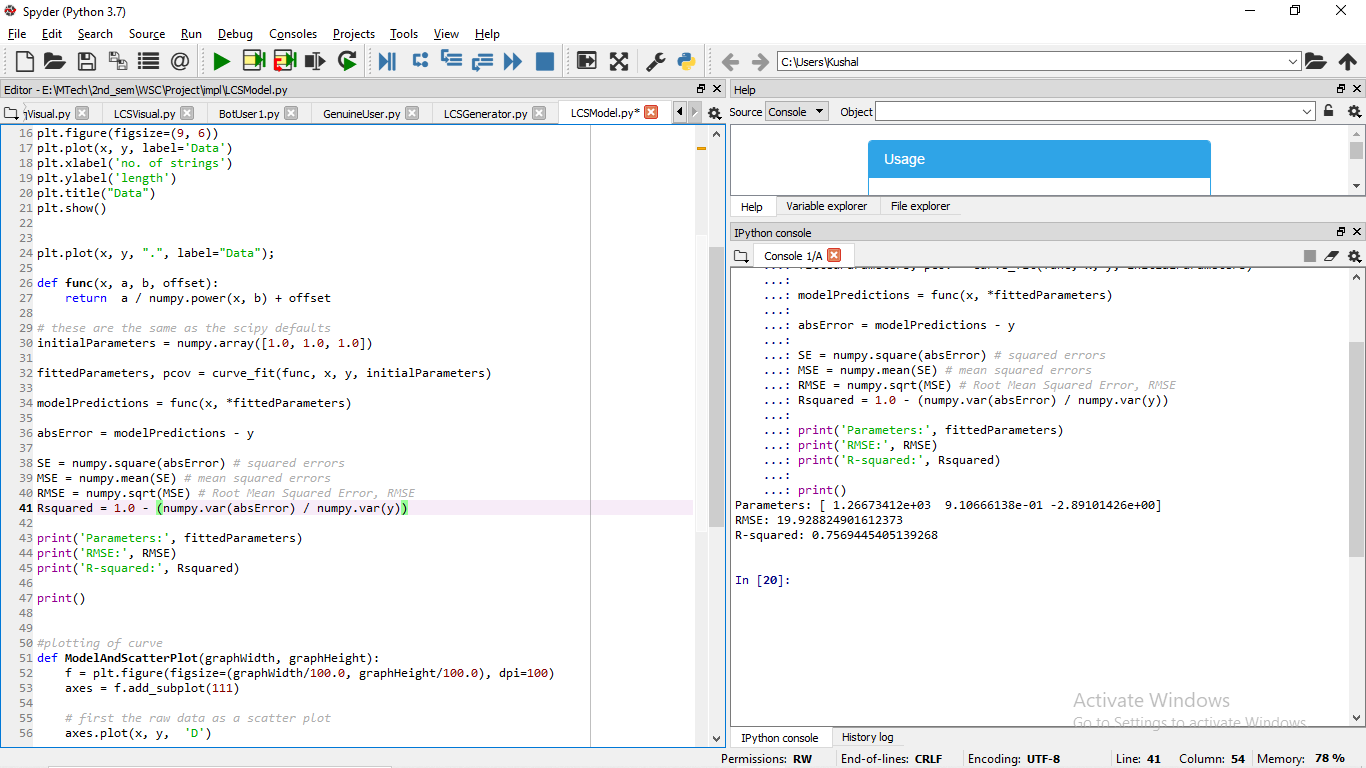 Spyder (Python 3.7)
File Edit Search Source Run Debug Consoles Projects Tools View Help
C:\Users\Kushal
Editor - E:\MTech\2nd_sem\WSC\Project\impl\LCSModel.py
Visual.py LCSVisual.py BotUser1.py GenuineUser.py LCSGenerator.py LCSModel.py*
16 plt.figure(figsize=(9, 6))
17 plt.plot(x, y, label='Data')
18 plt.xlabel('no. of strings')
19 plt.ylabel('length')
20 plt.title("Data")
21 plt.show()
22
23
24 plt.plot(x, y, ".", label="Data");
25
26 def func(x, a, b, offset):
27     return  a / numpy.power(x, b) + offset
28
29 # these are the same as the scipy defaults
30 initialParameters = numpy.array([1.0, 1.0, 1.0])
31
32 fittedParameters, pcov = curve_fit(func, x, y, initialParameters)
33
34 modelPredictions = func(x, *fittedParameters)
35
36 absError = modelPredictions - y
37
38 SE = numpy.square(absError) # squared errors
39 MSE = numpy.mean(SE) # mean squared errors
40 RMSE = numpy.sqrt(MSE) # Root Mean Squared Error, RMSE
41 Rsquared = 1.0 - (numpy.var(absError) / numpy.var(y))
42
43 print('Parameters:', fittedParameters)
44 print('RMSE:', RMSE)
45 print('R-squared:', Rsquared)
46
47 print()
48
49
50 #plotting of curve
51 def ModelAndScatterPlot(graphWidth, graphHeight):
52     f = plt.figure(figsize=(graphWidth/100.0, graphHeight/100.0), dpi=100)
53     axes = f.add_subplot(111)
54
55     # first the raw data as a scatter plot
56     axes.plot(x, y,  'D')
Help
Source Console Object
Usage
Help Variable explorer File explorer
IPython console
Console 1/A
...:
...: modelPredictions = func(x, *fittedParameters)
...:
...: absError = modelPredictions - y
...:
...: SE = numpy.square(absError) # squared errors
...: MSE = numpy.mean(SE) # mean squared errors
...: RMSE = numpy.sqrt(MSE) # Root Mean Squared Error, RMSE
...: Rsquared = 1.0 - (numpy.var(absError) / numpy.var(y))
...:
...: print('Parameters:', fittedParameters)
...: print('RMSE:', RMSE)
...: print('R-squared:', Rsquared)
...:
...: print()
Parameters: [ 1.26673412e+03  9.10666138e-01 -2.89101426e+00]
RMSE: 19.928824901612373
R-squared: 0.7569445405139268
In [20]:
Activate Windows
Go to Settings to activate Windows.
IPython console History log
Permissions: RW End-of-lines: CRLF Encoding: UTF-8 Line: 41 Column: 54 Memory: 78 %